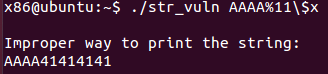 x86@ubuntu:~$ ./str_vuln AAAA%11\$x
Improper way to print the string:
AAAA41414141